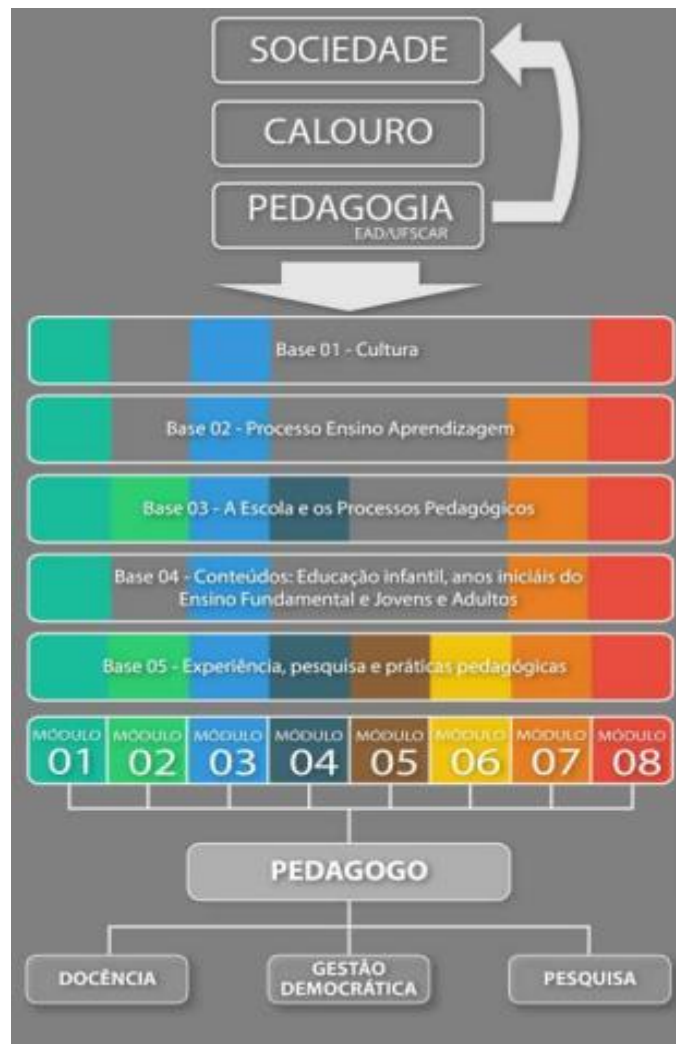 SOCIEDADE
CALOURO
PEDAGOGIA
EAD/UFSCAR
Base 01 - Cultura
Base 02 - Processo Ensino Aprendizagem
Base 03 - A Escola e os Processos Pedagógicos
Base 04 - Conteúdos: Educação infantil, anos iniciáis do
Ensino Fundamental e Jovens e Adultos
Base 05 - Experiência, pesquisa e práticas pedagógicas
MÓDULO MÓDULO MÓDULO MÓDULO MÓDULO MÓDULO MÓDULO MÓDULO
01 02 03 04 05 06 07 08
PEDAGOGO
DOCÊNCIA
GESTÃO
DEMOCRÁTICA
PESQUISA